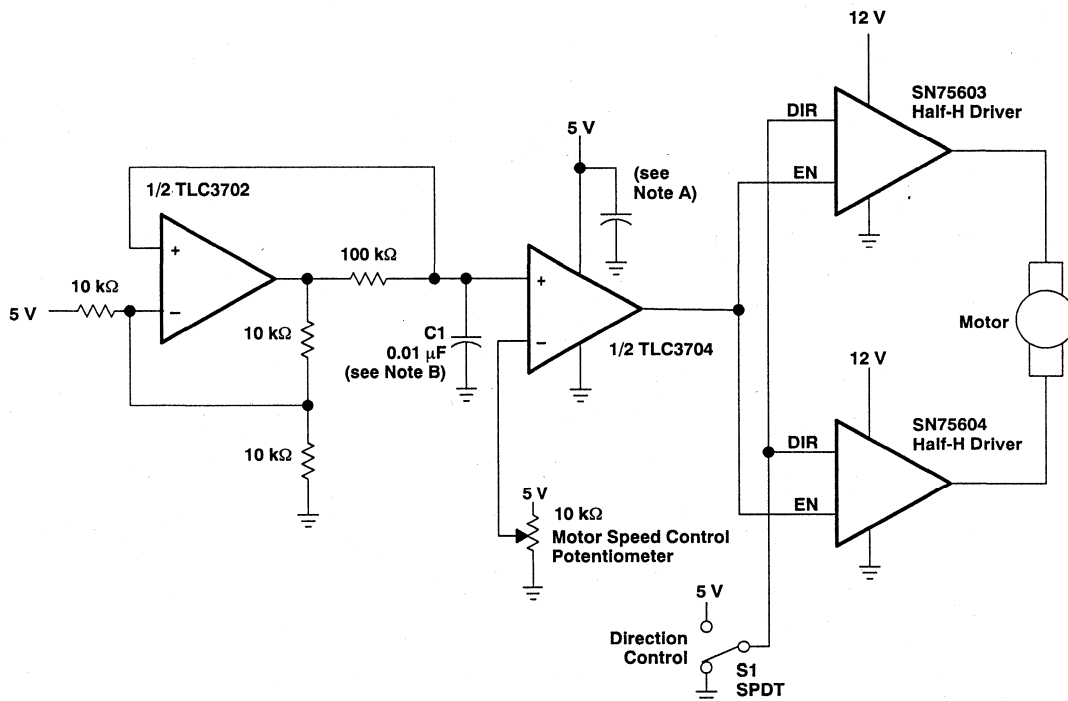 12 V
SN75603
Half-H Driver
DIR
EN
5 V
(see
Note A)
1/2 TLC3702
+
−
10 kΩ
5 V
100 kΩ
10 kΩ
10 kΩ
C1
0.01 μF
(see Note B)
+
−
1/2 TLC3704
Motor
12 V
SN75604
Half-H Driver
DIR
EN
5 V
10 kΩ
Motor Speed Control
Potentiometer
5 V
Direction
Control
S1
SPDT